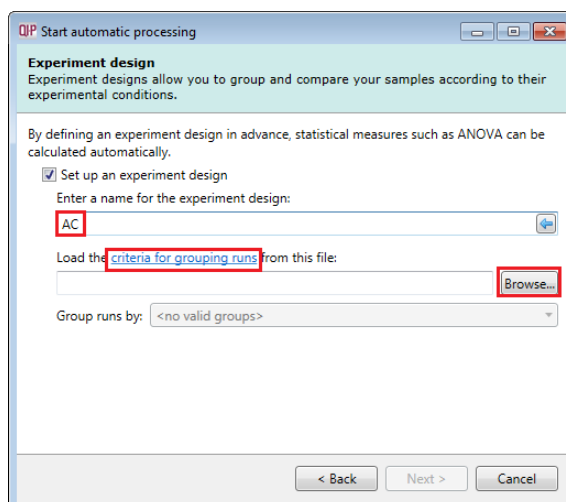 QIP Start automatic processing
Experiment design
Experiment designs allow you to group and compare your samples according to their
experimental conditions.
By defining an experiment design in advance, statistical measures such as ANOVA can be
calculated automatically.
Set up an experiment design
Enter a name for the experiment design:
AC
Load the criteria for grouping runs from this file:
Browse...
Group runs by: <no valid groups>
< Back Next > Cancel